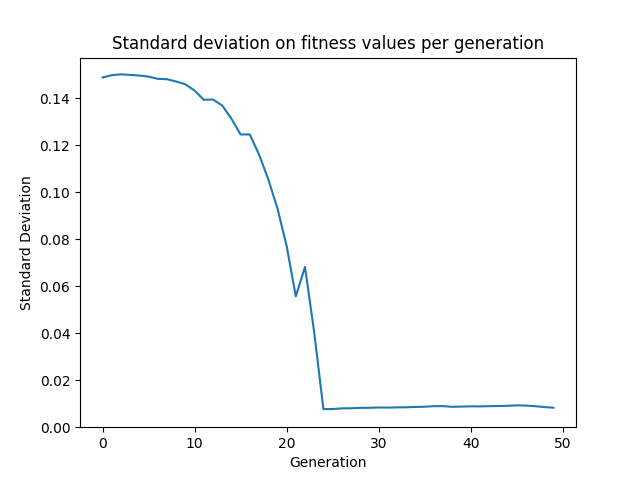 Standard deviation on fitness values per generation
0.14
0.12
0.10
0.08
0.06
0.04
0.02
0.00
Standard Deviation
0 10 20 30 40 50
Generation